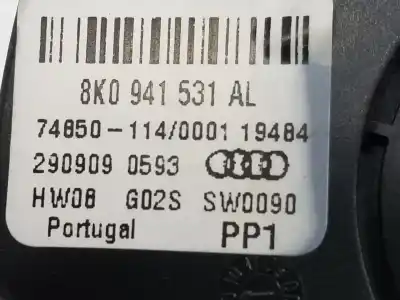 8K0 941 531 AL
74850-114/0001 19484
290909 0593
HW08 G02S SW0090
Portugal PP1